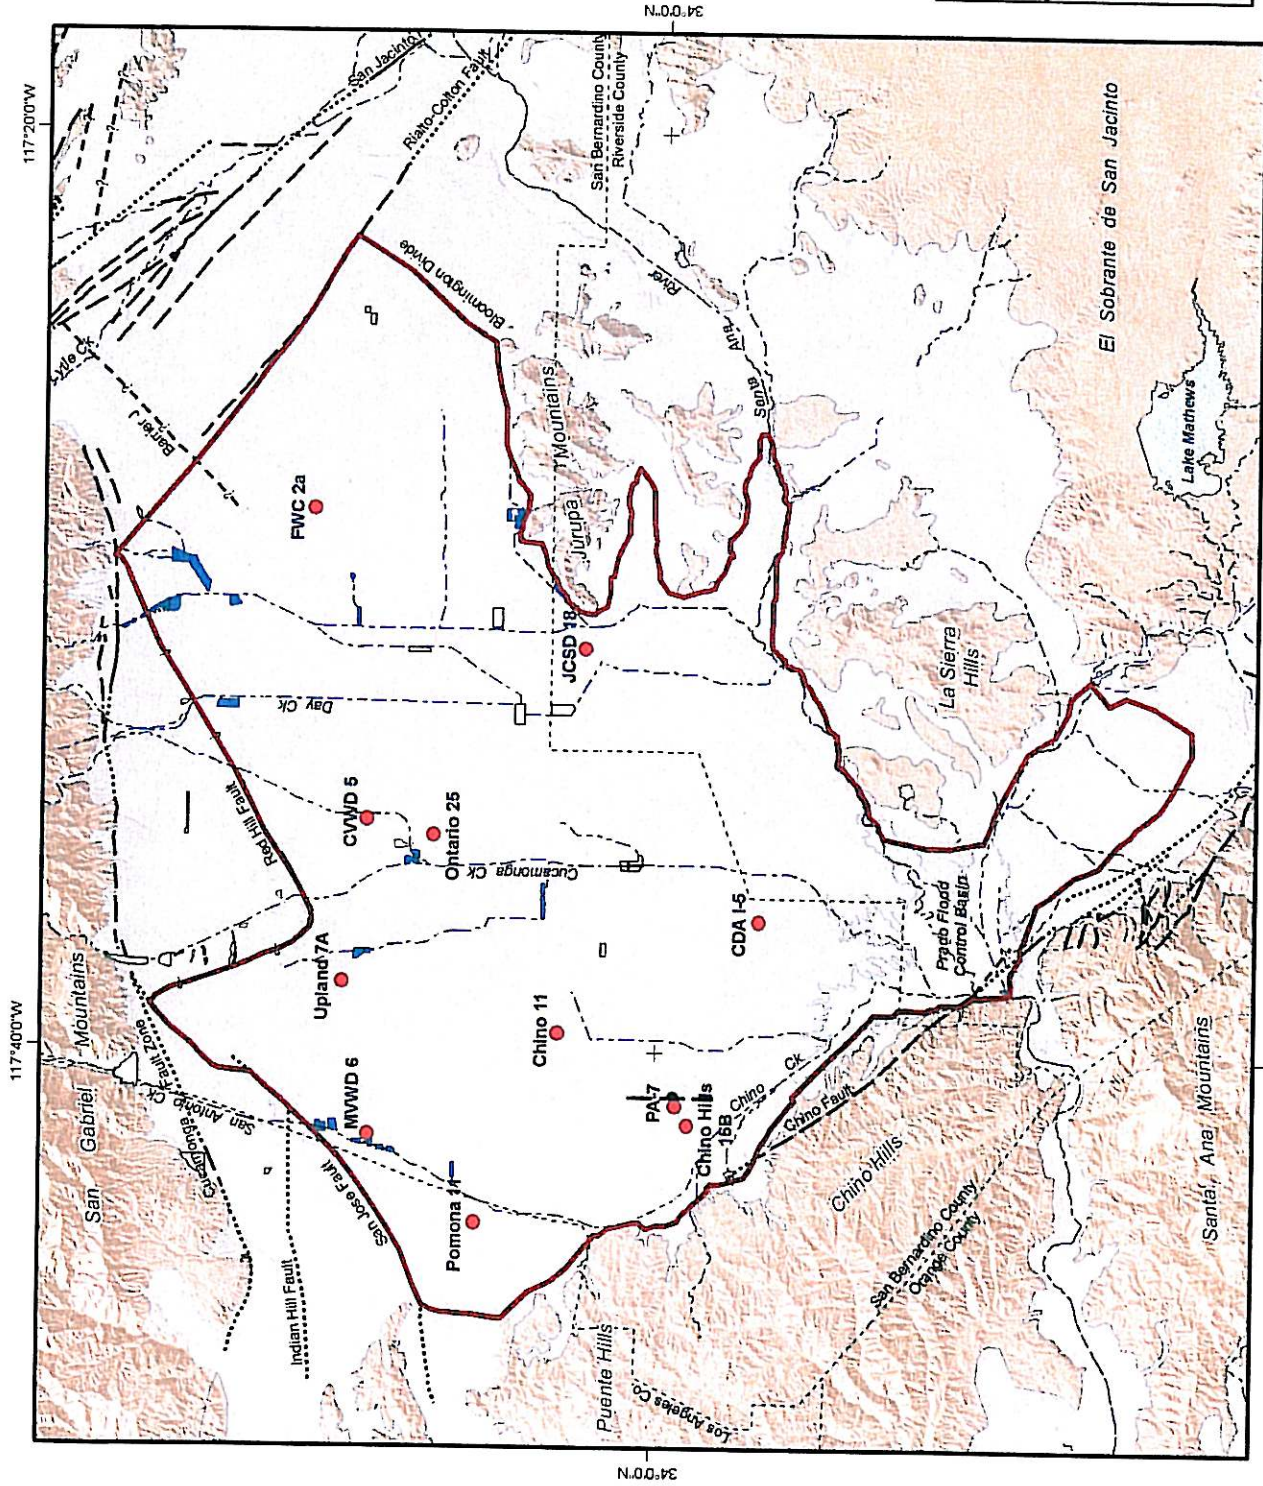 117°40'0"W
117°20'0"W
34°0'0"N
34°0'0"N
San
Gabriel
Mountains
San
Antonio
Ck
Cucamonga
Fault Zone
Indian Hill Fault
San Jose Fault
Red Hill Fault
Day Ck
Barrier J
San Jacinto
Rialto-Colton Fault
Bloomington Divide
FWC 2a
MVWD 6
Upland 7A
CVWD 5
Ontario 25
Cucamonga Ck
Pomona 11
Chino 11
JCSD 18
Jurupa
Mountains
San Bernardino County
Riverside County
PA-7
Chino Hills
15B
CDA I-5
Chino
Ck
Chino Fault
Santa
Ana
River
Puente Hills
Los Angeles Co
Chino Hills
San Bernardino County
Orange County
Prado Flood
Control Basin
La Sierra
Hills
El Sobrante de San Jacinto
Lake Mathews
Santa Ana Mountains